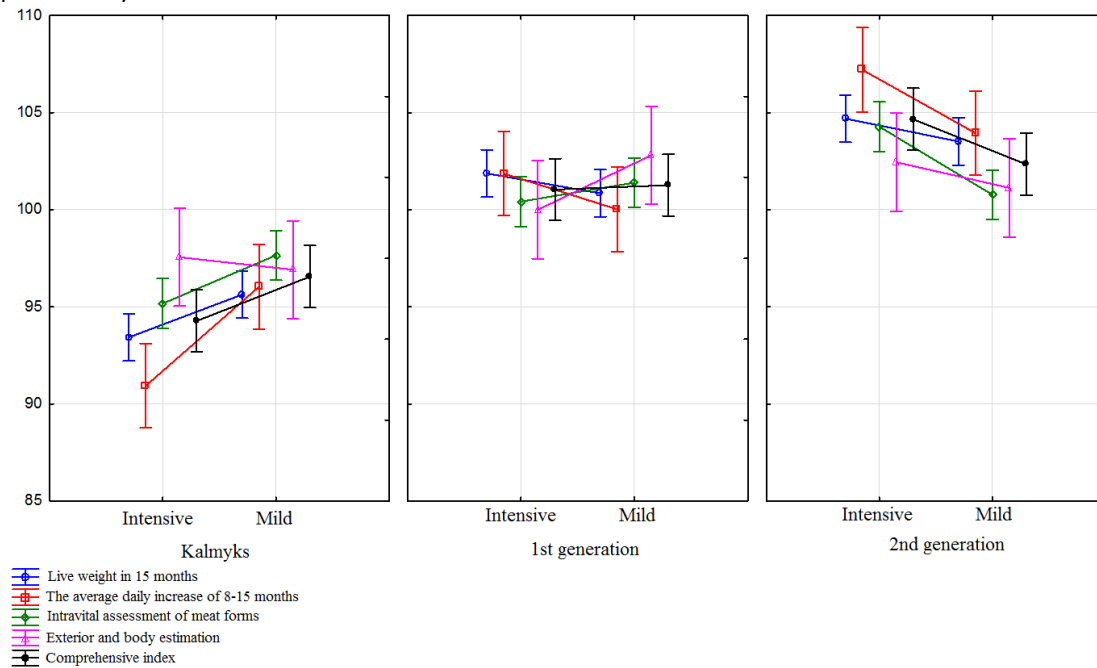 110
105
100
95
90
85
Intensive Mild Intensive Mild Intensive Mild
Kalmyks 1st generation 2nd generation
Live weight in 15 months
The average daily increase of 8-15 months
Intravital assessment of meat forms
Exterior and body estimation
Comprehensive index